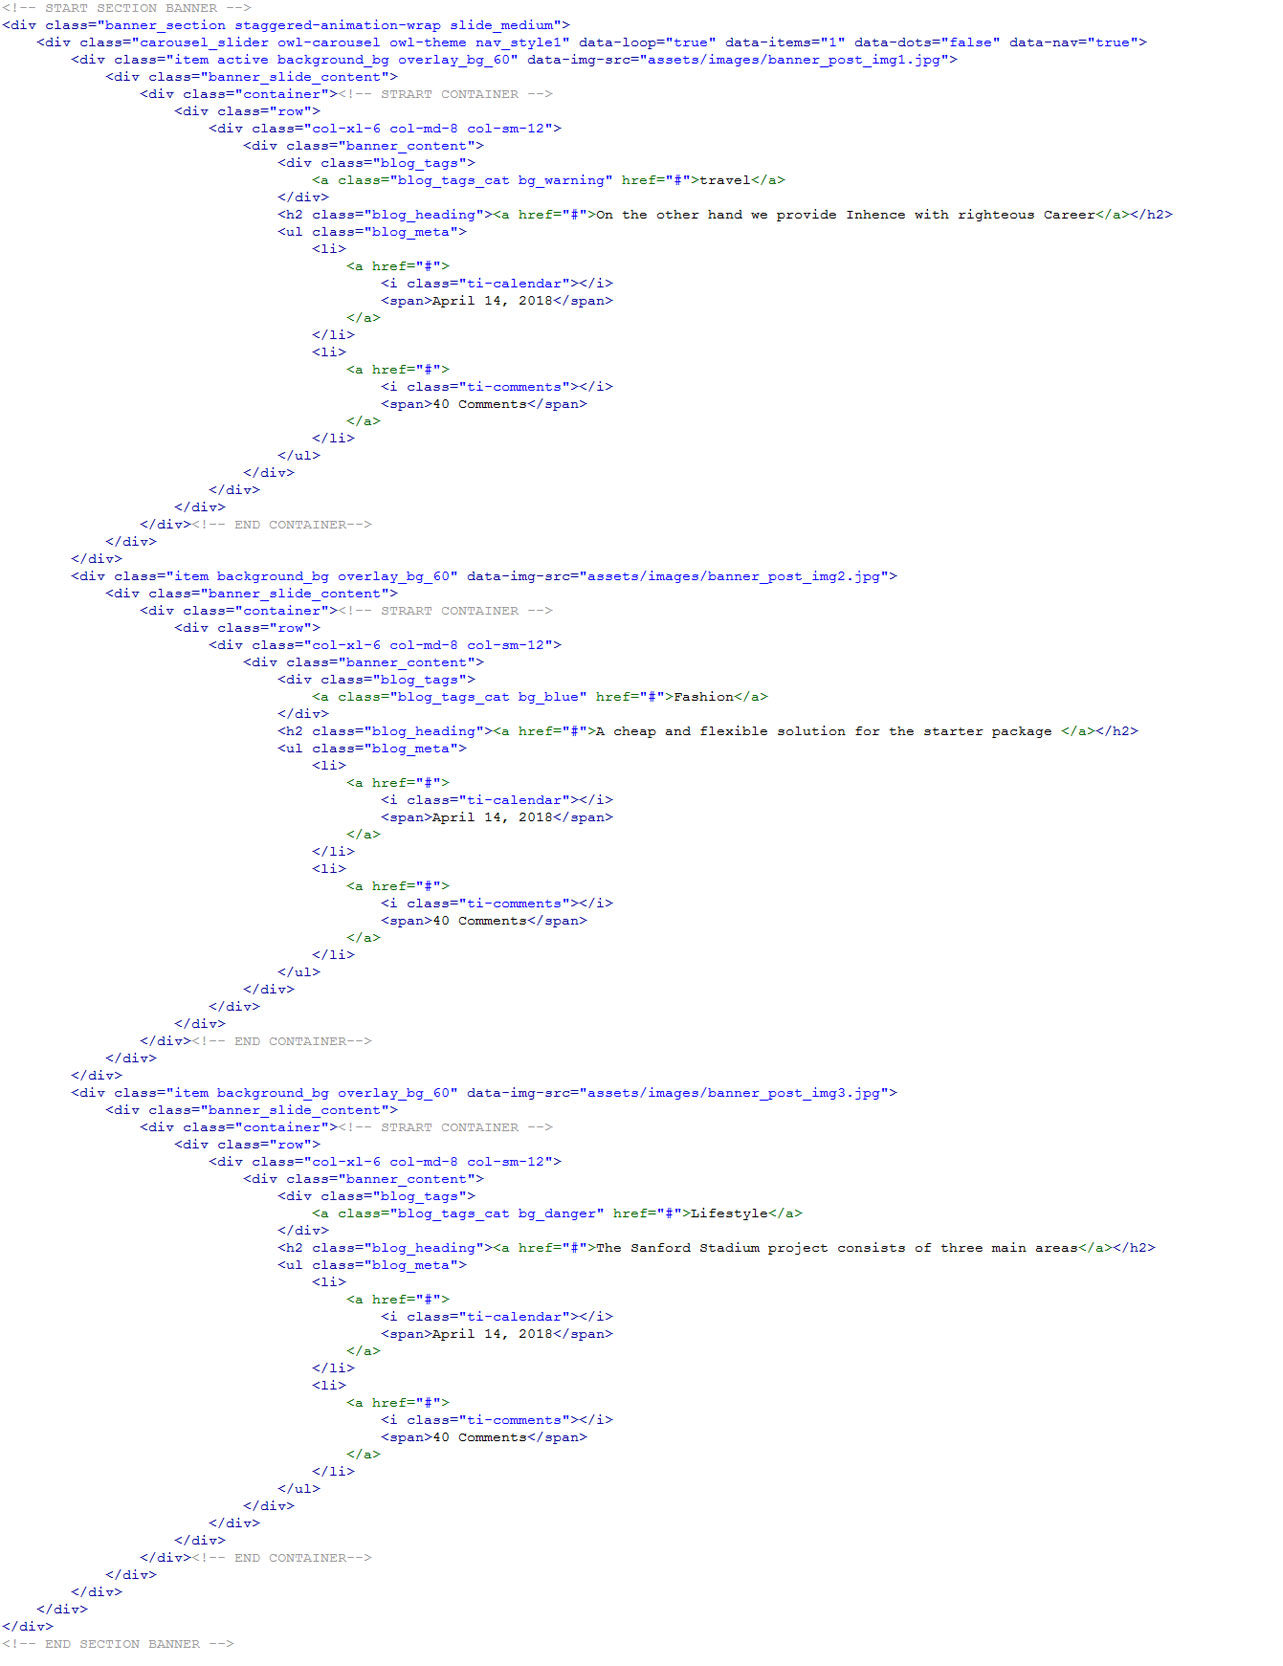 <!-- START SECTION BANNER -->
<div class="banner_section staggered-animation-wrap slide_medium">
    <div class="carousel_slider owl-carousel owl-theme nav_style1" data-loop="true" data-items="1" data-dots="false" data-nav="true">
        <div class="item active background_bg overlay_bg_60" data-img-src="assets/images/banner_post_img1.jpg">
            <div class="banner_slide_content">
                <div class="container"><!-- STRART CONTAINER -->
                    <div class="row">
                        <div class="col-xl-6 col-md-8 col-sm-12">
                            <div class="banner_content">
                                <div class="blog_tags">
                                    <a class="blog_tags_cat bg_warning" href="#">travel</a>
                                </div>
                                <h2 class="blog_heading"><a href="#">On the other hand we provide Inhence with righteous Career</a></h2>
                                <ul class="blog_meta">
                                    <li>
                                        <a href="#">
                                            <i class="ti-calendar"></i>
                                            <span>April 14, 2018</span>
                                        </a>
                                    </li>
                                    <li>
                                        <a href="#">
                                            <i class="ti-comments"></i>
                                            <span>40 Comments</span>
                                        </a>
                                    </li>
                                </ul>
                            </div>
                        </div>
                    </div>
                </div><!-- END CONTAINER-->
            </div>
        </div>
        <div class="item background_bg overlay_bg_60" data-img-src="assets/images/banner_post_img2.jpg">
            <div class="banner_slide_content">
                <div class="container"><!-- STRART CONTAINER -->
                    <div class="row">
                        <div class="col-xl-6 col-md-8 col-sm-12">
                            <div class="banner_content">
                                <div class="blog_tags">
                                    <a class="blog_tags_cat bg_blue" href="#">Fashion</a>
                                </div>
                                <h2 class="blog_heading"><a href="#">A cheap and flexible solution for the starter package </a></h2>
                                <ul class="blog_meta">
                                    <li>
                                        <a href="#">
                                            <i class="ti-calendar"></i>
                                            <span>April 14, 2018</span>
                                        </a>
                                    </li>
                                    <li>
                                        <a href="#">
                                            <i class="ti-comments"></i>
                                            <span>40 Comments</span>
                                        </a>
                                    </li>
                                </ul>
                            </div>
                        </div>
                    </div>
                </div><!-- END CONTAINER-->
            </div>
        </div>
        <div class="item background_bg overlay_bg_60" data-img-src="assets/images/banner_post_img3.jpg">
            <div class="banner_slide_content">
                <div class="container"><!-- STRART CONTAINER -->
                    <div class="row">
                        <div class="col-xl-6 col-md-8 col-sm-12">
                            <div class="banner_content">
                                <div class="blog_tags">
                                    <a class="blog_tags_cat bg_danger" href="#">Lifestyle</a>
                                </div>
                                <h2 class="blog_heading"><a href="#">The Sanford Stadium project consists of three main areas</a></h2>
                                <ul class="blog_meta">
                                    <li>
                                        <a href="#">
                                            <i class="ti-calendar"></i>
                                            <span>April 14, 2018</span>
                                        </a>
                                    </li>
                                    <li>
                                        <a href="#">
                                            <i class="ti-comments"></i>
                                            <span>40 Comments</span>
                                        </a>
                                    </li>
                                </ul>
                            </div>
                        </div>
                    </div>
                </div><!-- END CONTAINER-->
            </div>
        </div>
    </div>
</div>
<!-- END SECTION BANNER -->